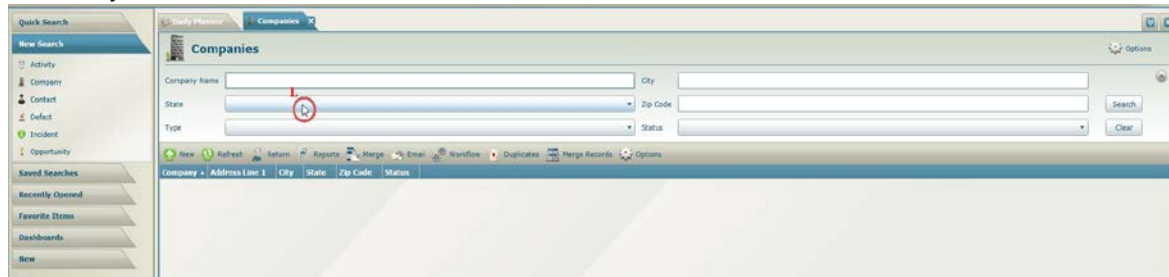 Quick Search
New Search
Activity
Company
Contact
Defect
Incident
Opportunity
Saved Searches
Recently Opened
Favorite Items
Dashboards
New
Daily Planner Companies X
Companies
Options
Company Name City
L
State Zip Code Search
Type Status Clear
New Refresh Return Reports Merge Email Workflow Duplicates Merge Records Options
Company Address Line 1 City State Zip Code Status